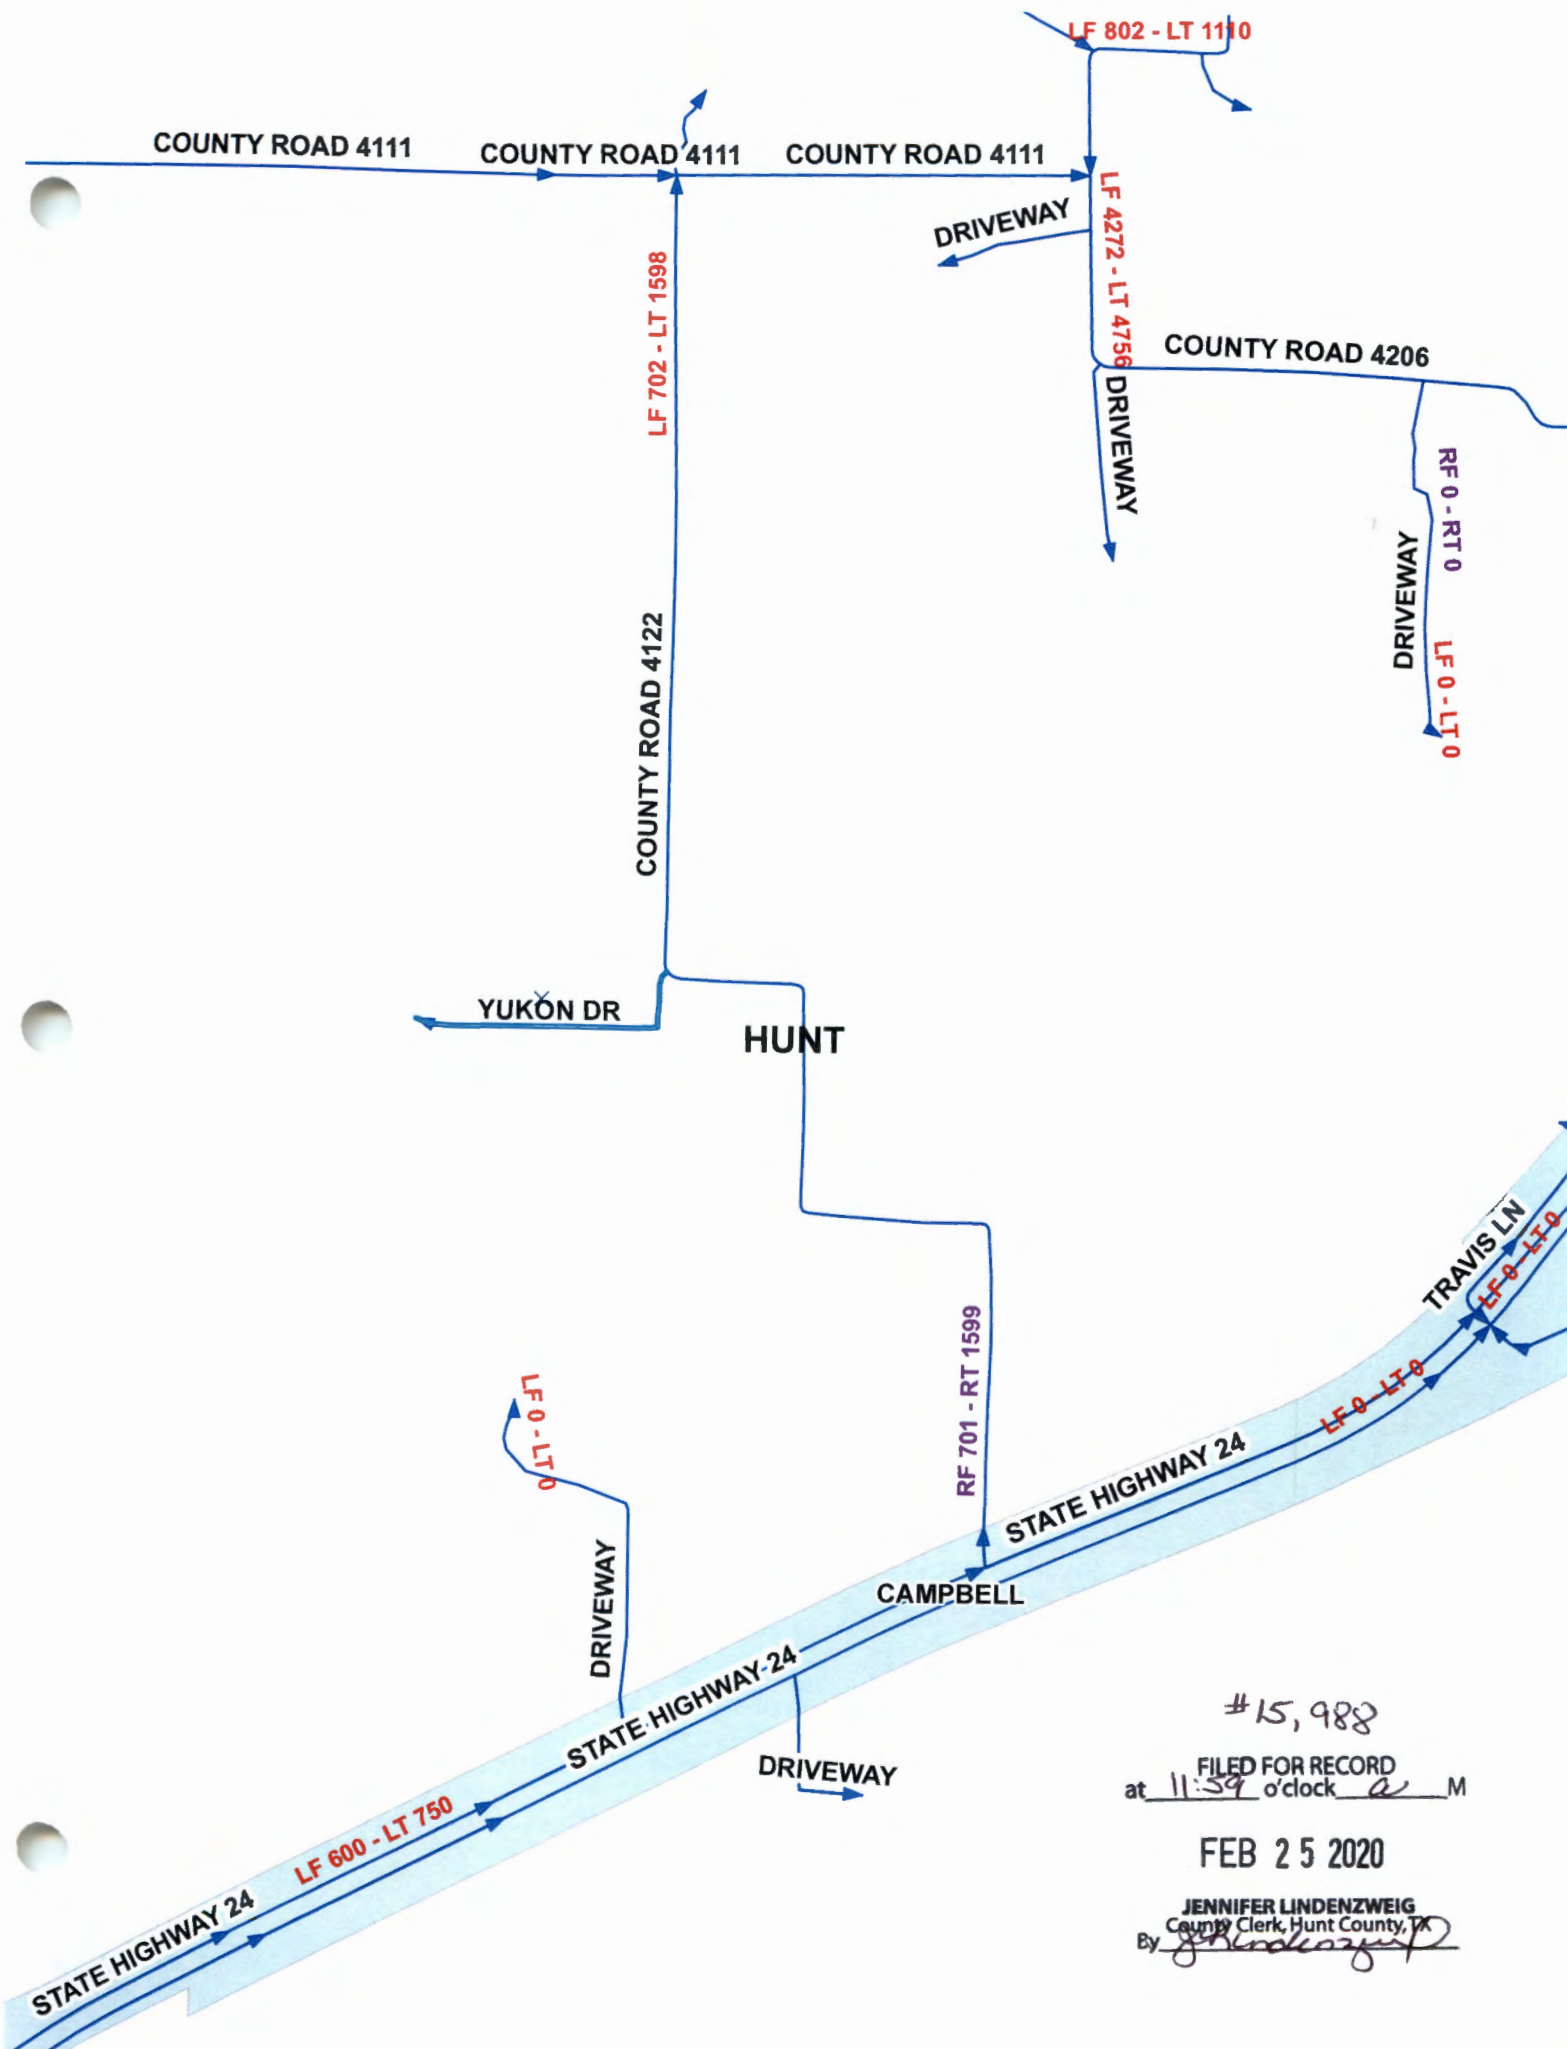 LF 802 - LT 1110
COUNTY ROAD 4111
COUNTY ROAD 4111
COUNTY ROAD 4111
LF 4272 - LT 4756
DRIVEWAY
LF 702 - LT 1598
COUNTY ROAD 4206
DRIVEWAY
RF 0 - RT 0
DRIVEWAY
LF 0 - LT 0
COUNTY ROAD 4122
YUKON DR
HUNT
TRAVIS LN
LF 0 - LT 0
RF 701 - RT 1599
LF 0 - LT 0
LF 0 - LT 0
STATE HIGHWAY 24
DRIVEWAY
CAMPBELL
STATE HIGHWAY 24
DRIVEWAY
LF 600 - LT 750
STATE HIGHWAY 24
#15,988
FILED FOR RECORD
at 11:59 o'clock a M
FEB 25 2020
JENNIFER LINDENZWEIG
County Clerk, Hunt County, TX
By